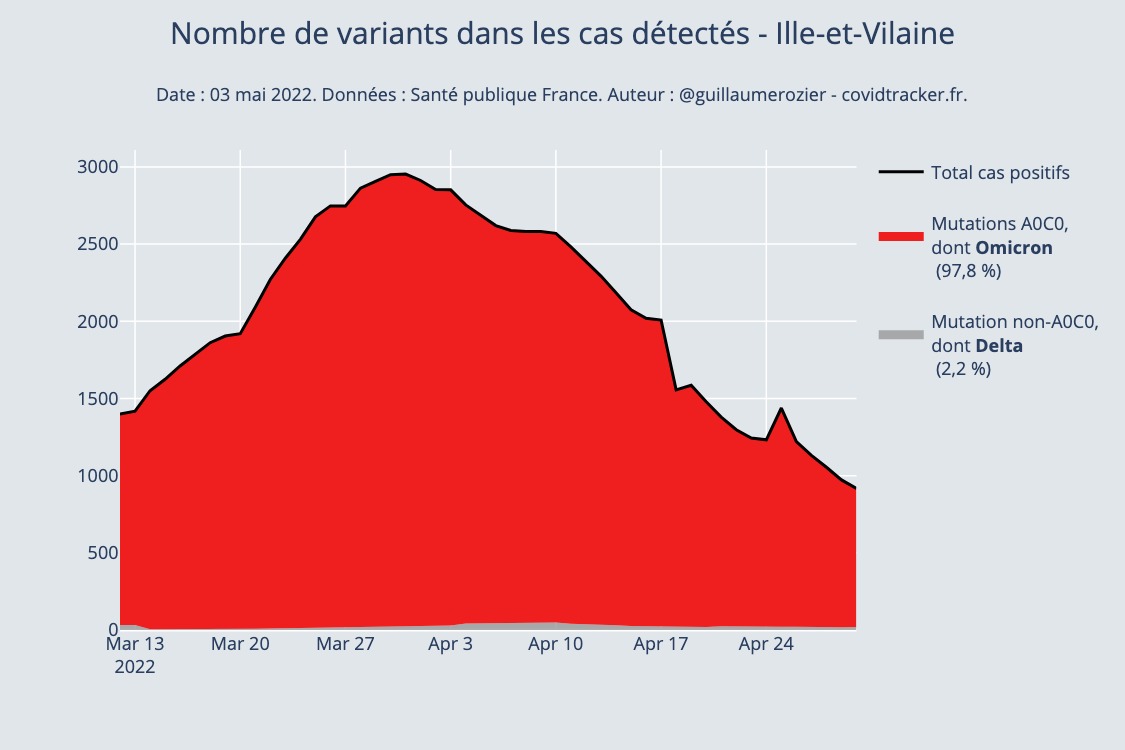 Nombre de variants dans les cas détectés - Ille-et-Vilaine
Date : 03 mai 2022. Données : Santé publique France. Auteur : @guillaumerozier - covidtracker.fr.
3000
2500
2000
1500
1000
500
0
Mar 13
2022
Mar 20
Mar 27
Apr 3
Apr 10
Apr 17
Apr 24
Total cas positifs
Mutations A0C0,
dont Omicron
(97,8 %)
Mutation non-A0C0,
dont Delta
(2,2 %)